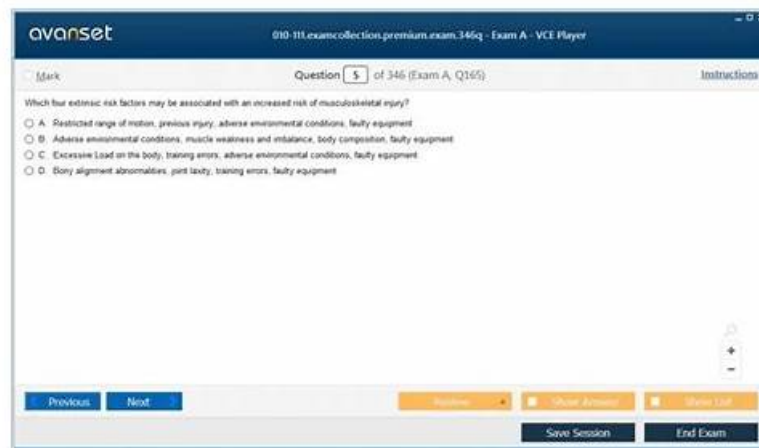 avanset
010-111.examcollection.premium.exam.346q - Exam A - VCE Player
Mark
Question 5 of 346 (Exam A, Q165)
Instructions
Which four extrinsic risk factors may be associated with an increased risk of musculoskeletal injury?
A. Restricted range of motion, previous injury, adverse environmental conditions, faulty equipment
B. Adverse environmental conditions, muscle weakness and imbalance, body composition, faulty equipment
C. Excessive Load on the body, training errors, adverse environmental conditions, faulty equipment
D. Bony alignment abnormalities, joint laxity, training errors, faulty equipment
Previous
Next
Review
Show Answer
Show List
Save Session
End Exam